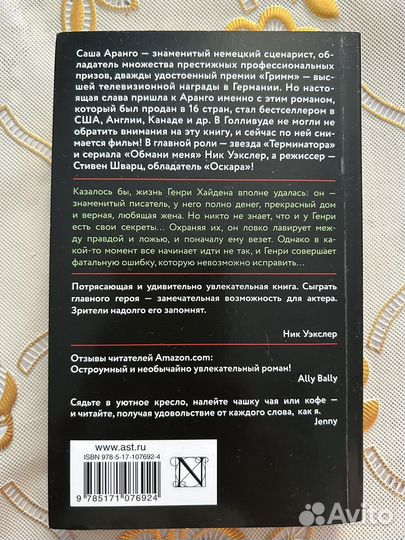 Саша Аранго — знаменитый немецкий сценарист, об-
ладатель множества престижных профессиональных
призов, дважды удостоенный премии «Гримм» — выс-
шей телевизионной награды в Германии. Но настоя-
щая слава пришла к Аранго именно с этим романом,
который был продан в 16 стран, стал бестселлером в
США, Англии, Канаде и др. В Голливуде не могли не
обратить внимания на эту книгу, и сейчас по ней сни-
мается фильм! В главной роли — звезда «Терминатора»
и сериала «Обмани меня» Ник Уэкслер, а режиссер —
Стивен Шварц, обладатель «Оскара»!
Казалось бы, жизнь Генри Хайдена вполне удалась: он —
знаменитый писатель, у него полно денег, прекрасный дом
и верная, любящая жена. Но никто не знает, что и у Генри
есть свои секреты... Охраняя их, он ловко лавирует меж-
ду правдой и ложью, и поначалу ему везет. Однако в ка-
кой-то момент все начинает идти не так, и Генри совершает
фатальную ошибку, которую невозможно исправить...
Потрясающая и удивительно увлекательная книга. Сыграть
главного героя — замечательная возможность для актера.
Зрители надолго его запомнят.
Ник Уэкслер
Отзывы читателей Amazon.com:
Остроумный и необычайно увлекательный роман!
Ally Bally
Сядьте в уютное кресло, налейте чашку чая или кофе —
и читайте, получая удовольствие от каждого слова, как я.
Jenny
www.ast.ru
ISBN 978-5-17-107692-4
9 785171 076924
N
Avito